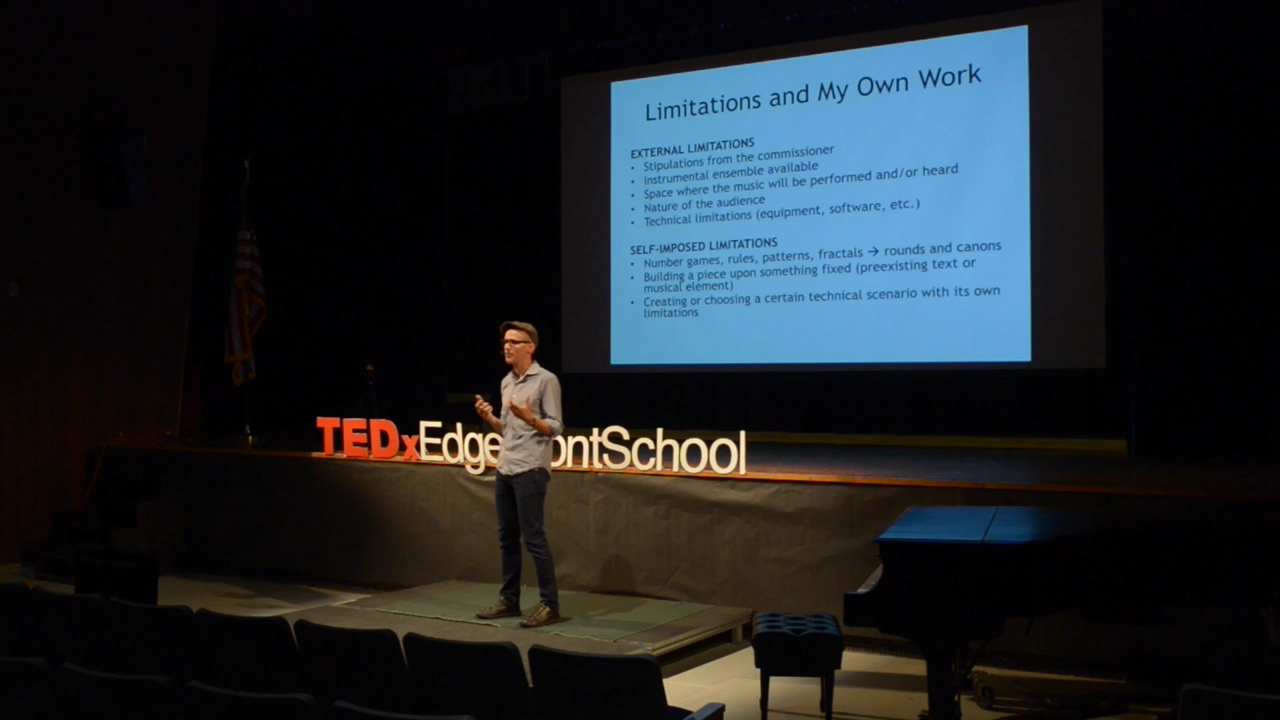 Limitations and My Own Work
EXTERNAL LIMITATIONS
• Stipulations from the commissioner
• Instrumental ensemble available
• Space where the music will be performed and/or heard
• Nature of the audience
• Technical limitations (equipment, software, etc.)
SELF-IMPOSED LIMITATIONS
• Number games, rules, patterns, fractals → rounds and canons
• Building a piece upon something fixed (preexisting text or
musical element)
• Creating or choosing a certain technical scenario with its own
limitations
TEDxEdge ontSchool